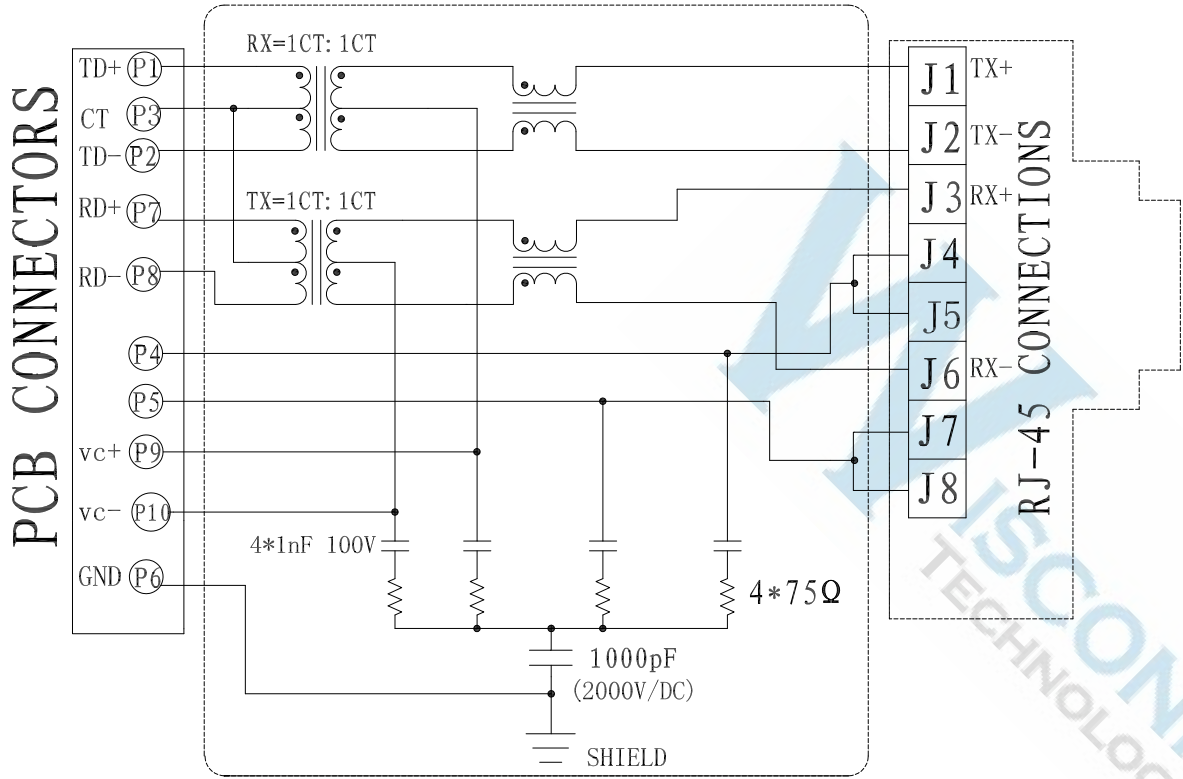 PCB CONNECTORS
TD+ P1
CT P3
TD- P2
RD+ P7
RD- P8
P4
P5
vc+ P9
vc- P10
GND P6
RX=1CT: 1CT
TX=1CT: 1CT
4*1nF 100V
4*75Ω
1000pF
(2000V/DC)
SHIELD
J1 TX+
J2 TX-
J3 RX+
J4
J5
J6 RX-
J7
J8
RJ-45 CONNECTIONS
W
ISCON
TECHNOLOG